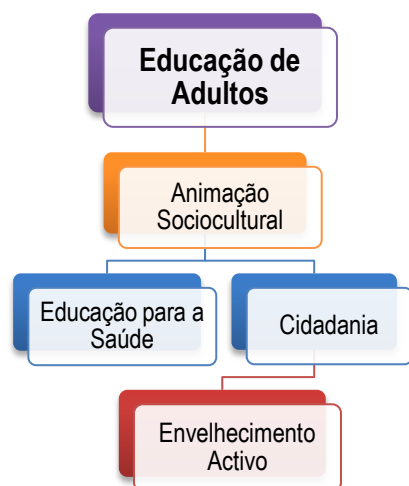 Educação de
Adultos
Animação
Sociocultural
Educação para a
Saúde
Cidadania
Envelhecimento
Activo